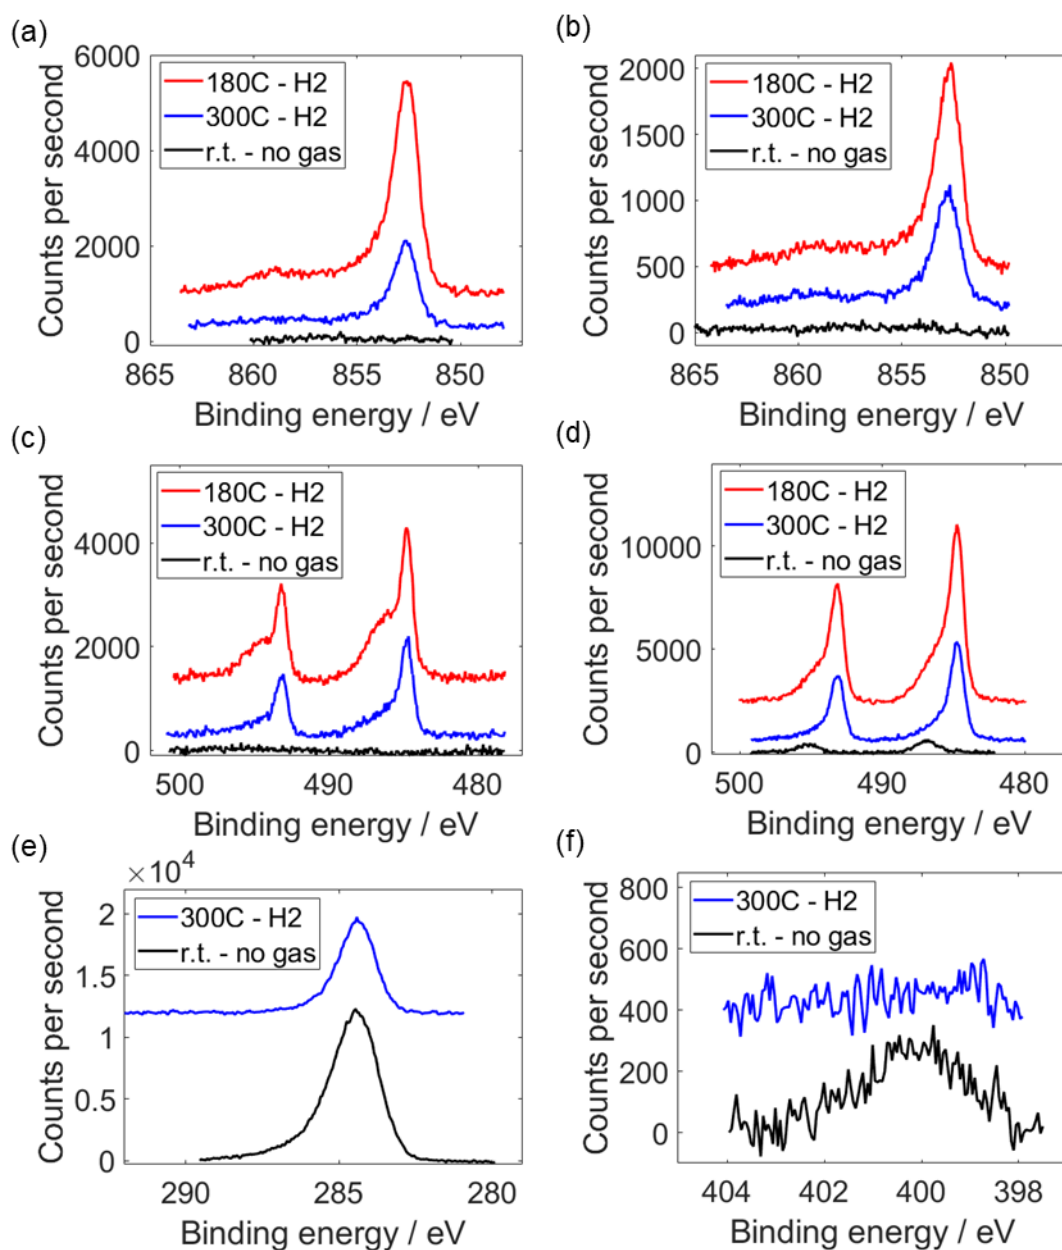 (a)
6000
4000
2000
0
Counts per second
180C - H2
300C - H2
r.t. - no gas
865 860 855 850
Binding energy / eV
(b)
2000
1500
1000
500
0
Counts per second
180C - H2
300C - H2
r.t. - no gas
865 860 855 850
Binding energy / eV
(c)
4000
2000
0
Counts per second
180C - H2
300C - H2
r.t. - no gas
500 490 480
Binding energy / eV
(d)
10000
5000
0
Counts per second
180C - H2
300C - H2
r.t. - no gas
500 490 480
Binding energy / eV
(e)
×10⁴
2
1.5
1
0.5
0
Counts per second
300C - H2
r.t. - no gas
290 285 280
Binding energy / eV
(f)
800
600
400
200
0
Counts per second
300C - H2
r.t. - no gas
404 402 400 398
Binding energy / eV